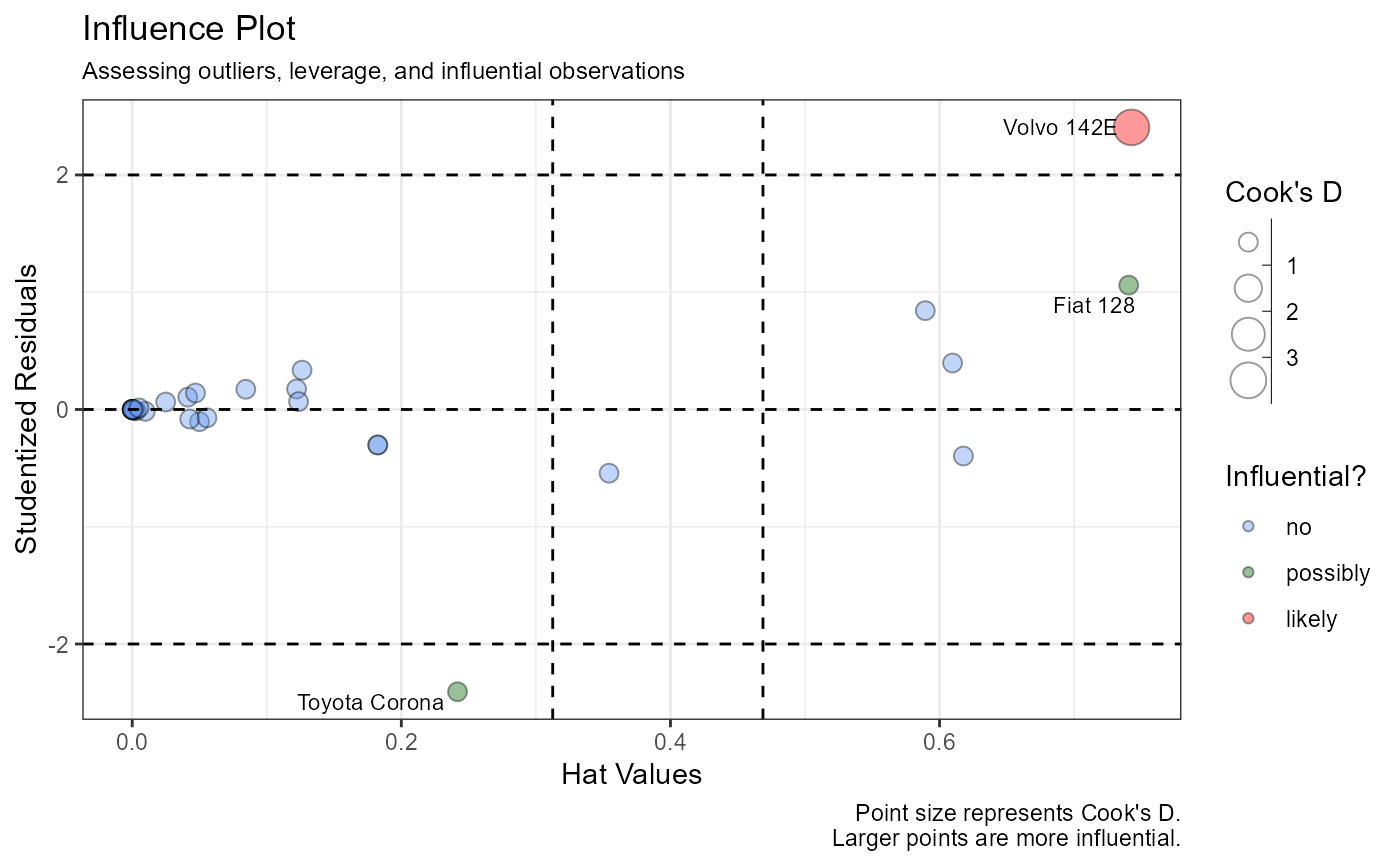 Influence Plot
Assessing outliers, leverage, and influential observations
Volvo 142E
Fiat 128
Toyota Corona
2
0
-2
Studentized Residuals
0.0
0.2
0.4
0.6
Hat Values
Cook's D
1
2
3
Influential?
no
possibly
likely
Point size represents Cook's D.
Larger points are more influential.